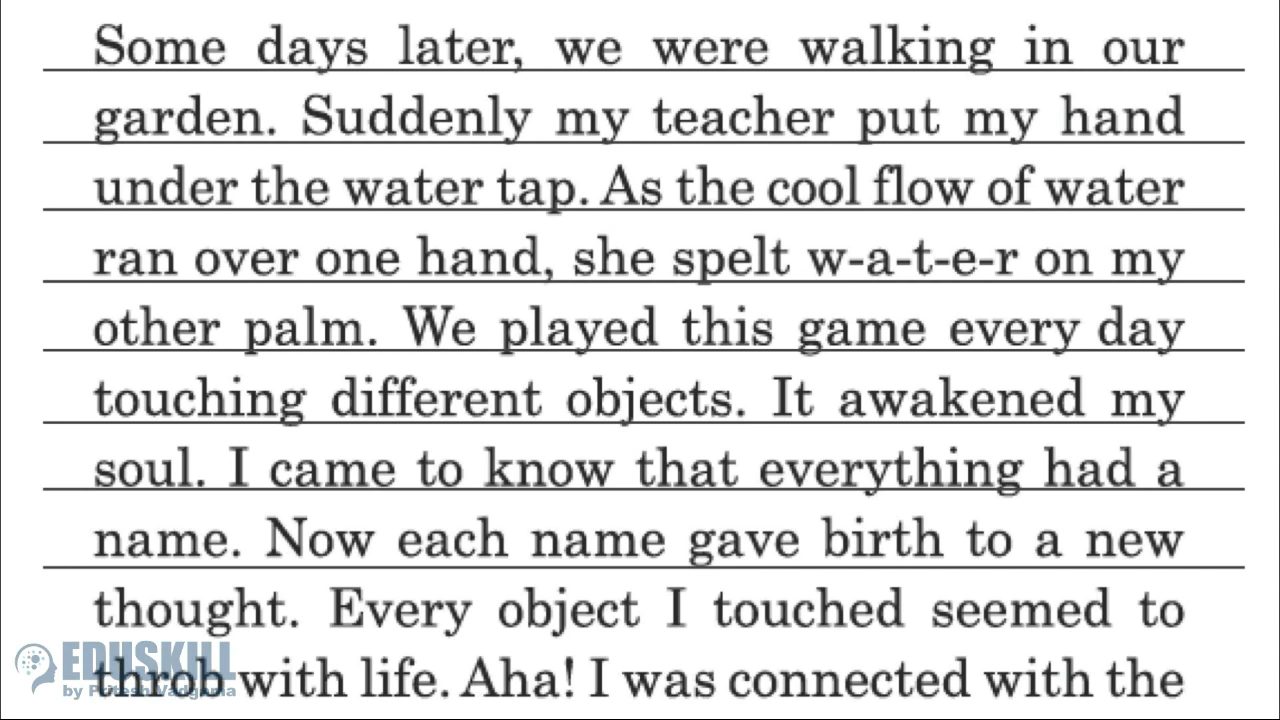 Some days later, we were walking in our
garden. Suddenly my teacher put my hand
under the water tap. As the cool flow of water
ran over one hand, she spelt w-a-t-e-r on my
other palm. We played this game every day
touching different objects. It awakened my
soul. I came to know that everything had a
name. Now each name gave birth to a new
thought. Every object I touched seemed to
throb with life. Aha! I was connected with the
EDUSKILL
by Pritesh Vadgama